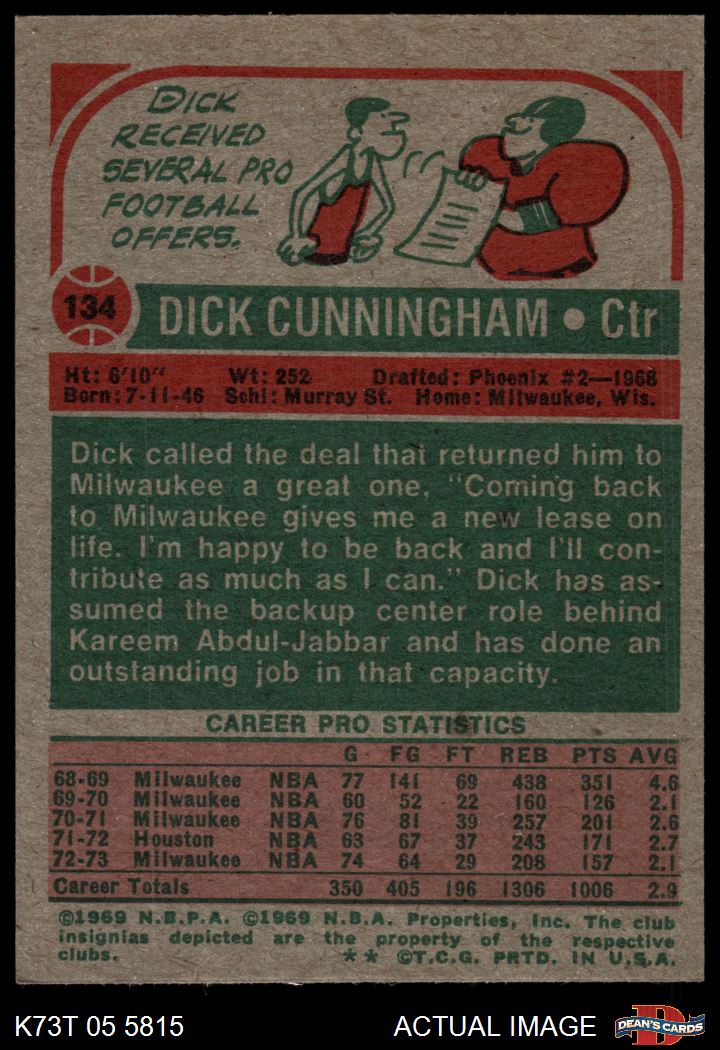 DICK
RECEIVED
SEVERAL PRO
FOOTBALL
OFFERS.
134
DICK CUNNINGHAM • Ctr
Ht: 6'10" Wt: 252 Drafted: Phoenix #2—1968
Born: 7-11-46 Schl: Murray St. Home: Milwaukee, Wis.
Dick called the deal that returned him to
Milwaukee a great one, "Coming back
to Milwaukee gives me a new lease on
life. I'm happy to be back and I'll con-
tribute as much as I can." Dick has as-
sumed the backup center role behind
Kareem Abdul-Jabbar and has done an
outstanding job in that capacity.
CAREER PRO STATISTICS
G FG FT REB PTS AVG
68-69 Milwaukee NBA 77 141 69 438 351 4.6
69-70 Milwaukee NBA 60 52 22 160 126 2.1
70-71 Milwaukee NBA 76 81 39 257 201 2.6
71-72 Houston NBA 63 67 37 243 171 2.7
72-73 Milwaukee NBA 74 64 29 208 157 2.1
Career Totals 350 405 196 1306 1006 2.9
©1969 N.B.P.A. ©1969 N.B.A. Properties, Inc. The club
insignias depicted are the property of the respective
clubs. ** ©T.C.G. PRTD. IN U.S.A.
K73T 05 5815 ACTUAL IMAGE
D
DEAN'S CARDS